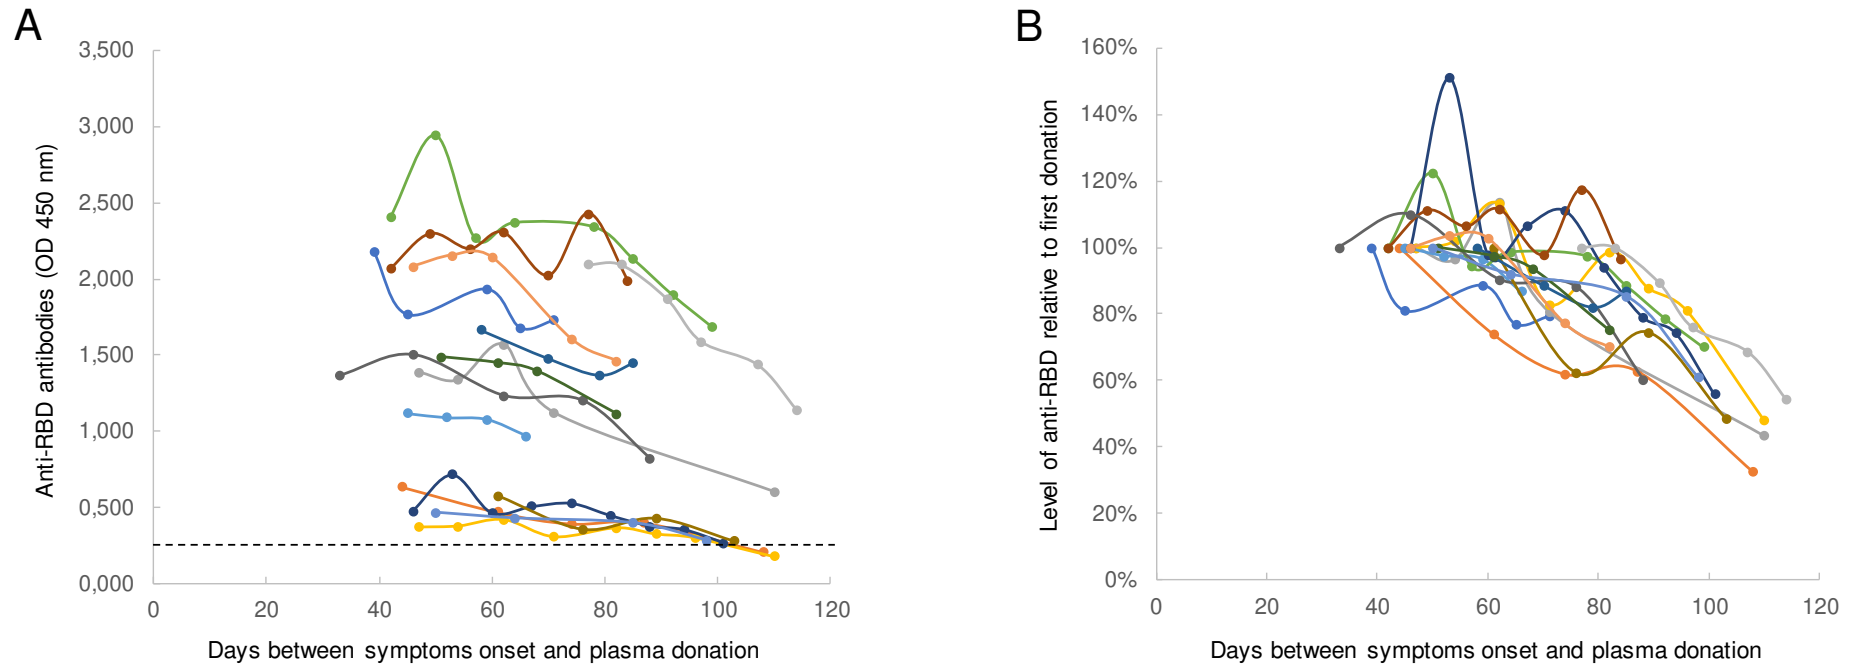 A
3,500
3,000
2,500
2,000
1,500
1,000
0,500
0,000
0 20 40 60 80 100 120
Anti-RBD antibodies (OD 450 nm)
Days between symptoms onset and plasma donation
B
160%
140%
120%
100%
80%
60%
40%
20%
0%
0 20 40 60 80 100 120
Level of anti-RBD relative to first donation
Days between symptoms onset and plasma donation